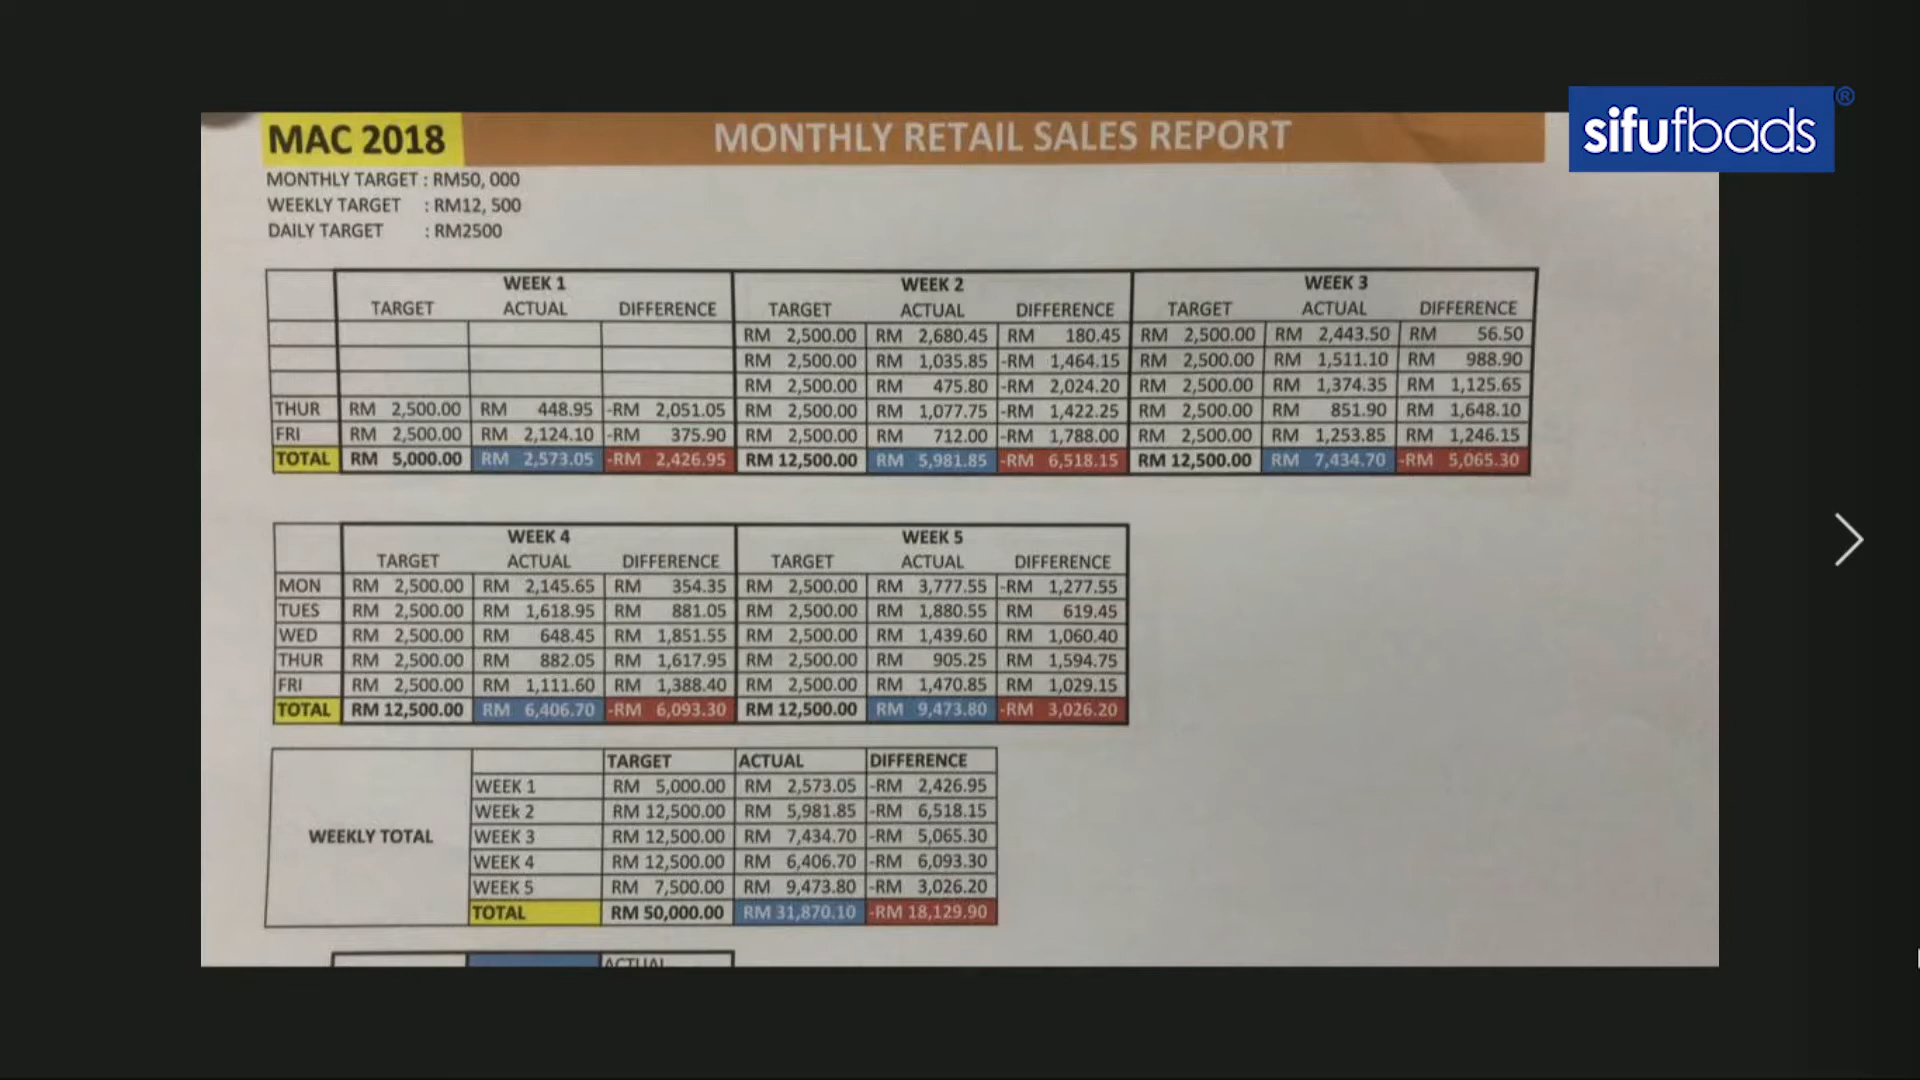 sifufbads®
MAC 2018 MONTHLY RETAIL SALES REPORT
MONTHLY TARGET : RM50, 000
WEEKLY TARGET : RM12, 500
DAILY TARGET : RM2500
WEEK 1 WEEK 2 WEEK 3
TARGET ACTUAL DIFFERENCE TARGET ACTUAL DIFFERENCE TARGET ACTUAL DIFFERENCE
RM 2,500.00 RM 2,680.45 RM 180.45 RM 2,500.00 RM 2,443.50 RM 56.50
RM 2,500.00 RM 1,035.85 -RM 1,464.15 RM 2,500.00 RM 1,511.10 RM 988.90
RM 2,500.00 RM 475.80 -RM 2,024.20 RM 2,500.00 RM 1,374.35 RM 1,125.65
THUR RM 2,500.00 RM 448.95 -RM 2,051.05 RM 2,500.00 RM 1,077.75 -RM 1,422.25 RM 2,500.00 RM 851.90 RM 1,648.10
FRI RM 2,500.00 RM 2,124.10 -RM 375.90 RM 2,500.00 RM 712.00 -RM 1,788.00 RM 2,500.00 RM 1,253.85 RM 1,246.15
TOTAL RM 5,000.00 RM 2,573.05 -RM 2,426.95 RM 12,500.00 RM 5,981.85 -RM 6,518.15 RM 12,500.00 RM 7,434.70 -RM 5,065.30
WEEK 4 WEEK 5
TARGET ACTUAL DIFFERENCE TARGET ACTUAL DIFFERENCE
MON RM 2,500.00 RM 2,145.65 RM 354.35 RM 2,500.00 RM 3,777.55 -RM 1,277.55
TUES RM 2,500.00 RM 1,618.95 RM 881.05 RM 2,500.00 RM 1,880.55 RM 619.45
WED RM 2,500.00 RM 648.45 RM 1,851.55 RM 2,500.00 RM 1,439.60 RM 1,060.40
THUR RM 2,500.00 RM 882.05 RM 1,617.95 RM 2,500.00 RM 905.25 RM 1,594.75
FRI RM 2,500.00 RM 1,111.60 RM 1,388.40 RM 2,500.00 RM 1,470.85 RM 1,029.15
TOTAL RM 12,500.00 RM 6,406.70 -RM 6,093.30 RM 12,500.00 RM 9,473.80 -RM 3,026.20
TARGET ACTUAL DIFFERENCE
WEEK 1 RM 5,000.00 RM 2,573.05 -RM 2,426.95
WEEk 2 RM 12,500.00 RM 5,981.85 -RM 6,518.15
WEEKLY TOTAL WEEK 3 RM 12,500.00 RM 7,434.70 -RM 5,065.30
WEEK 4 RM 12,500.00 RM 6,406.70 -RM 6,093.30
WEEK 5 RM 7,500.00 RM 9,473.80 -RM 3,026.20
TOTAL RM 50,000.00 RM 31,870.10 -RM 18,129.90
ACTUAL